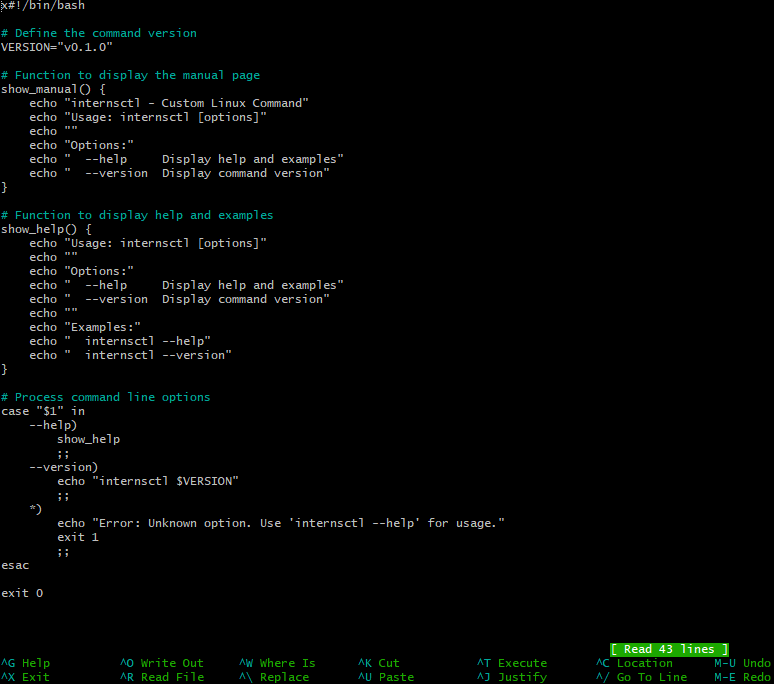 x#!/bin/bash

# Define the command version
VERSION="v0.1.0"

# Function to display the manual page
show_manual() {
    echo "internsctl - Custom Linux Command"
    echo "Usage: internsctl [options]"
    echo ""
    echo "Options:"
    echo "  --help     Display help and examples"
    echo "  --version  Display command version"
}

# Function to display help and examples
show_help() {
    echo "Usage: internsctl [options]"
    echo ""
    echo "Options:"
    echo "  --help     Display help and examples"
    echo "  --version  Display command version"
    echo ""
    echo "Examples:"
    echo "  internsctl --help"
    echo "  internsctl --version"
}

# Process command line options
case "$1" in
    --help)
        show_help
        ;;
    --version)
        echo "internsctl $VERSION"
        ;;
    *)
        echo "Error: Unknown option. Use 'internsctl --help' for usage."
        exit 1
        ;;
esac

exit 0

[ Read 43 lines ]
^G Help ^O Write Out ^W Where Is ^K Cut ^T Execute ^C Location M-U Undo
^X Exit ^R Read File ^\ Replace ^U Paste ^J Justify ^/ Go To Line M-E Redo